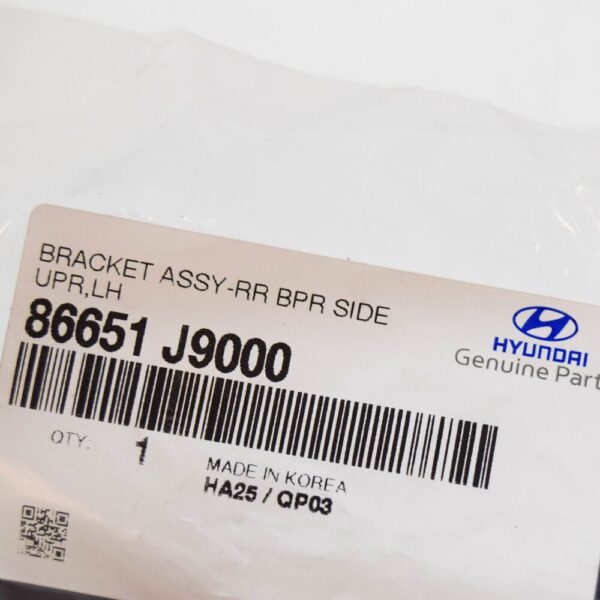 BRACKET ASSY-RR BPR SIDE
UPR,LH
86651 J9000
HYUNDAI
Genuine Part
QTY. 1
MADE IN KOREA
HA25 / QP03